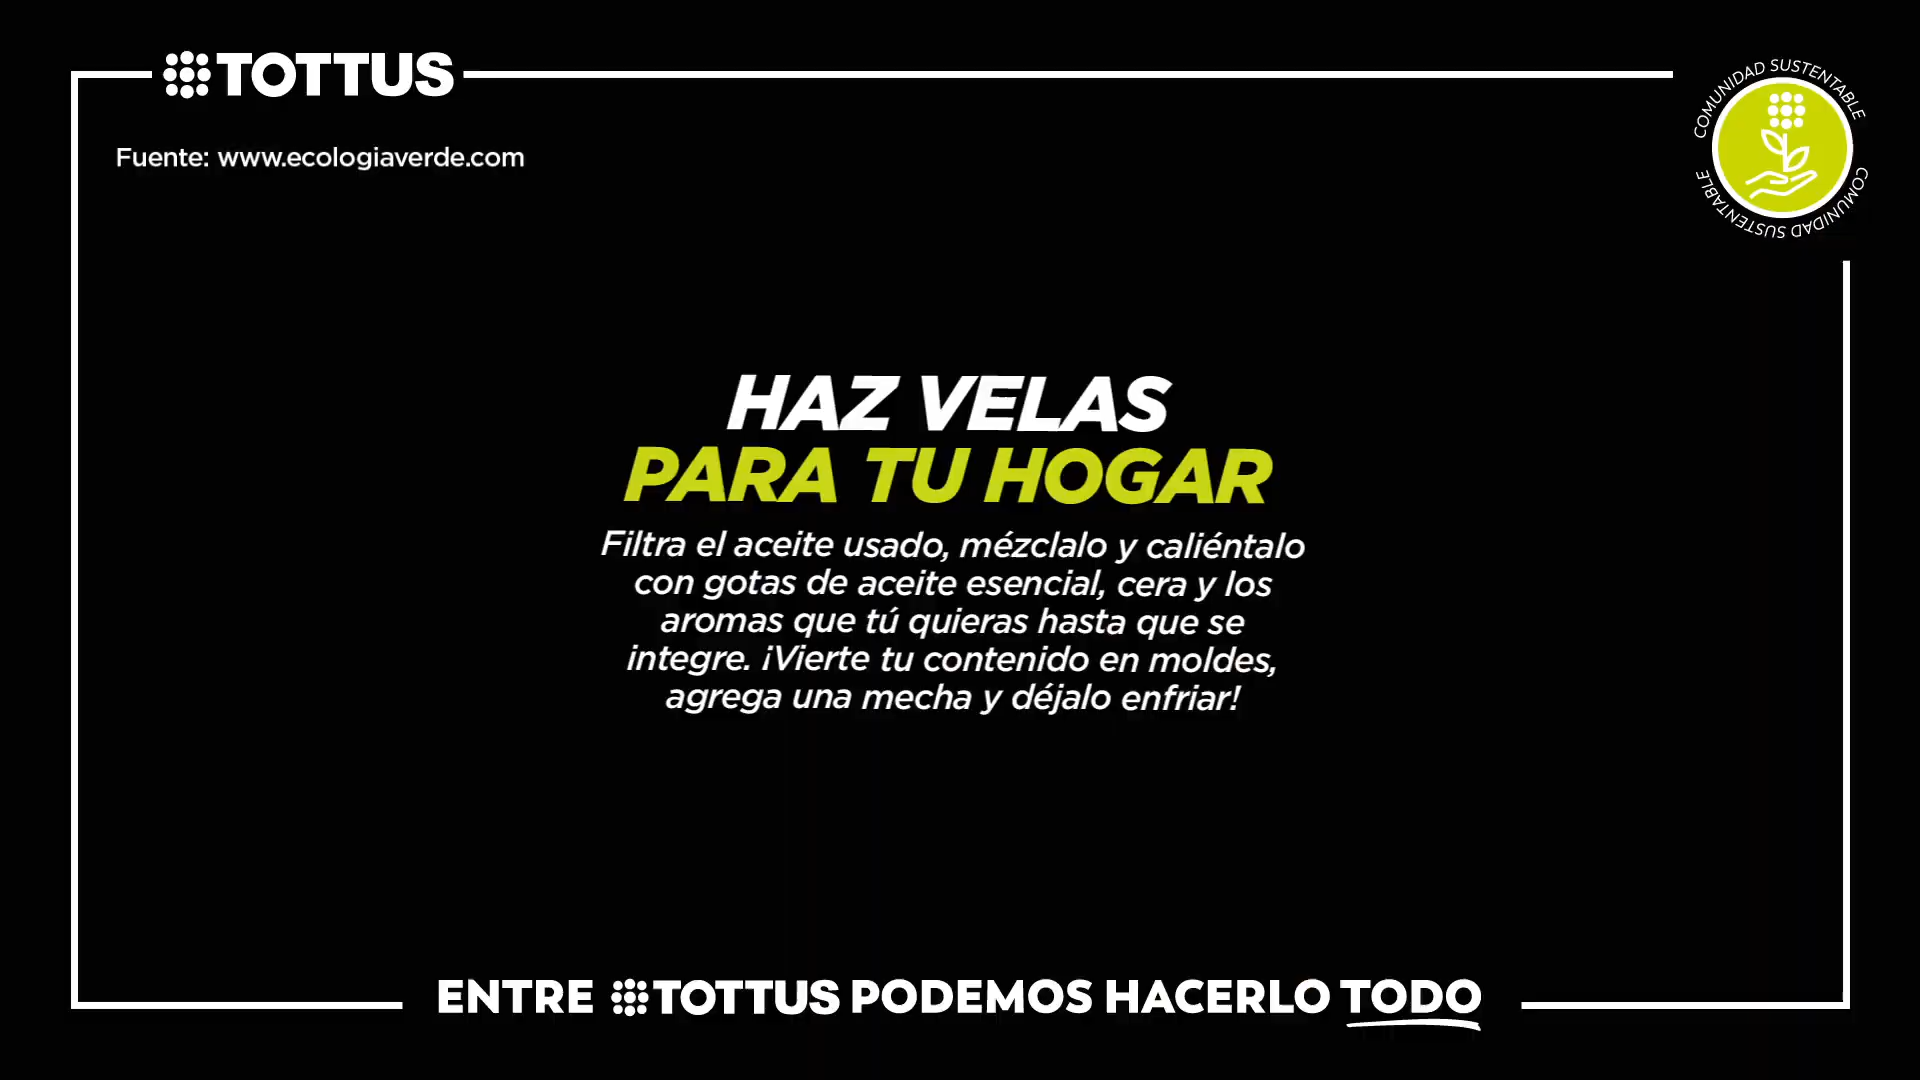 TOTTUS
Fuente: www.ecologiaverde.com
COMUNIDAD SUSTENTABLE
COMUNIDAD SUSTENTABLE
HAZ VELAS
PARA TU HOGAR
Filtra el aceite usado, mézclalo y caliéntalo
con gotas de aceite esencial, cera y los
aromas que tú quieras hasta que se
integre. ¡Vierte tu contenido en moldes,
agrega una mecha y déjalo enfriar!
ENTRE TOTTUS PODEMOS HACERLO TODO